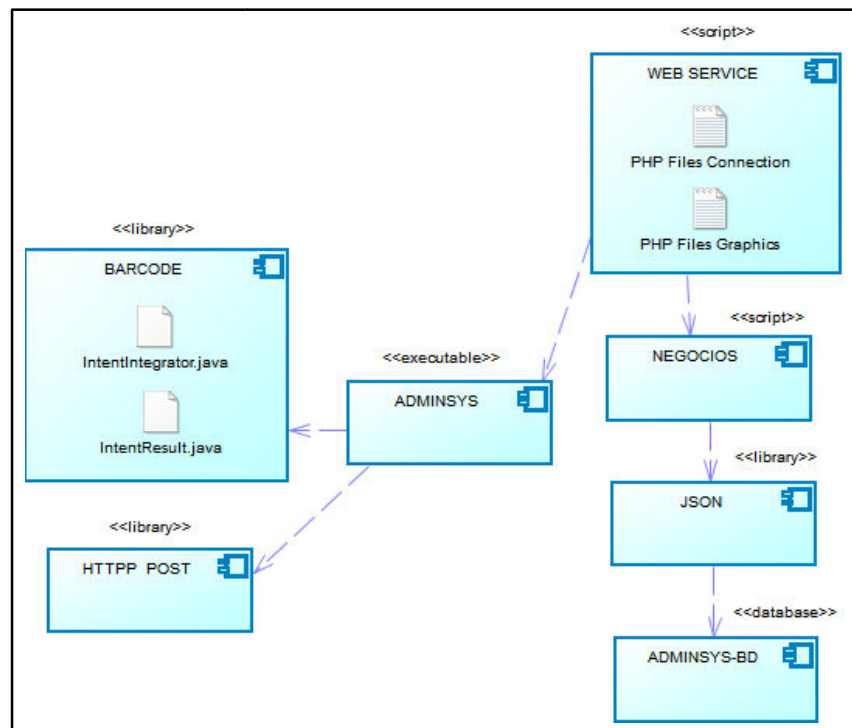 <<script>>
WEB SERVICE
PHP Files Connection
PHP Files Graphics
<<library>>
BARCODE
IntentIntegrator.java
IntentResult.java
<<executable>>
ADMINSYS
<<library>>
HTTPP POST
<<script>>
NEGOCIOS
<<library>>
JSON
<<database>>
ADMINSYS-BD